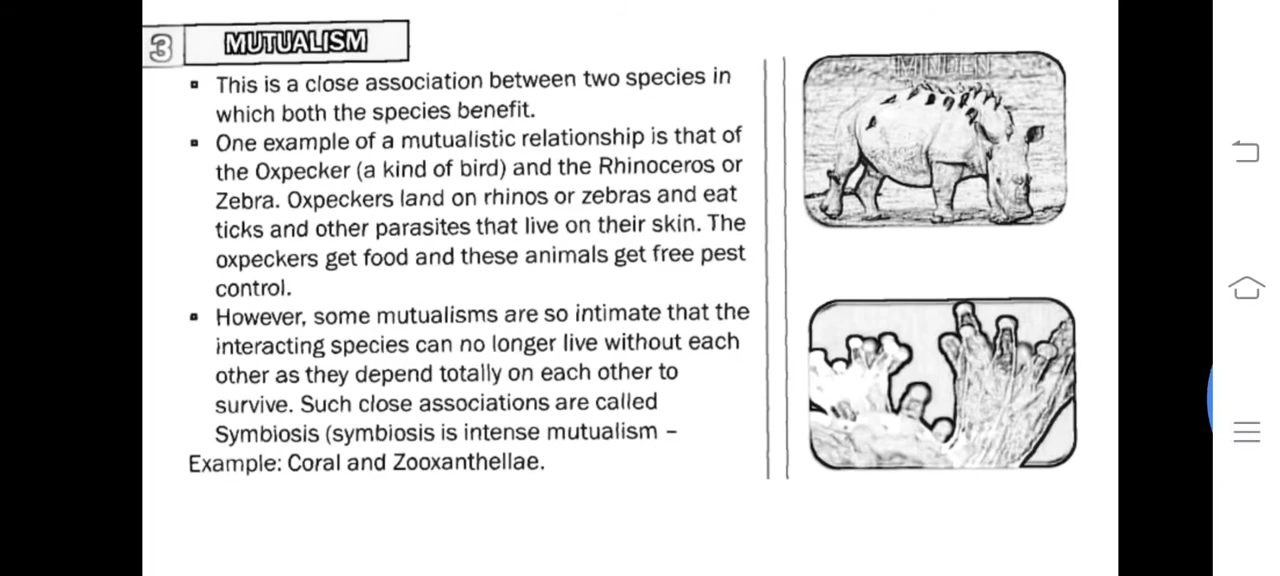 3 MUTUALISM
▪ This is a close association between two species in
which both the species benefit.
▪ One example of a mutualistic relationship is that of
the Oxpecker (a kind of bird) and the Rhinoceros or
Zebra. Oxpeckers land on rhinos or zebras and eat
ticks and other parasites that live on their skin. The
oxpeckers get food and these animals get free pest
control.
▪ However, some mutualisms are so intimate that the
interacting species can no longer live without each
other as they depend totally on each other to
survive. Such close associations are called
Symbiosis (symbiosis is intense mutualism –
Example: Coral and Zooxanthellae.
MINDEN